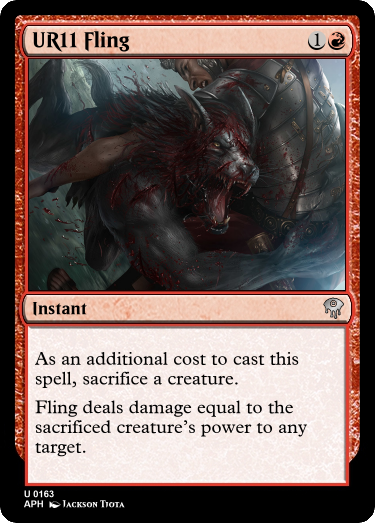 UR11 Fling
1
Instant
As an additional cost to cast this
spell, sacrifice a creature.
Fling deals damage equal to the
sacrificed creature's power to any
target.
U 0163
APH Jackson Tjota